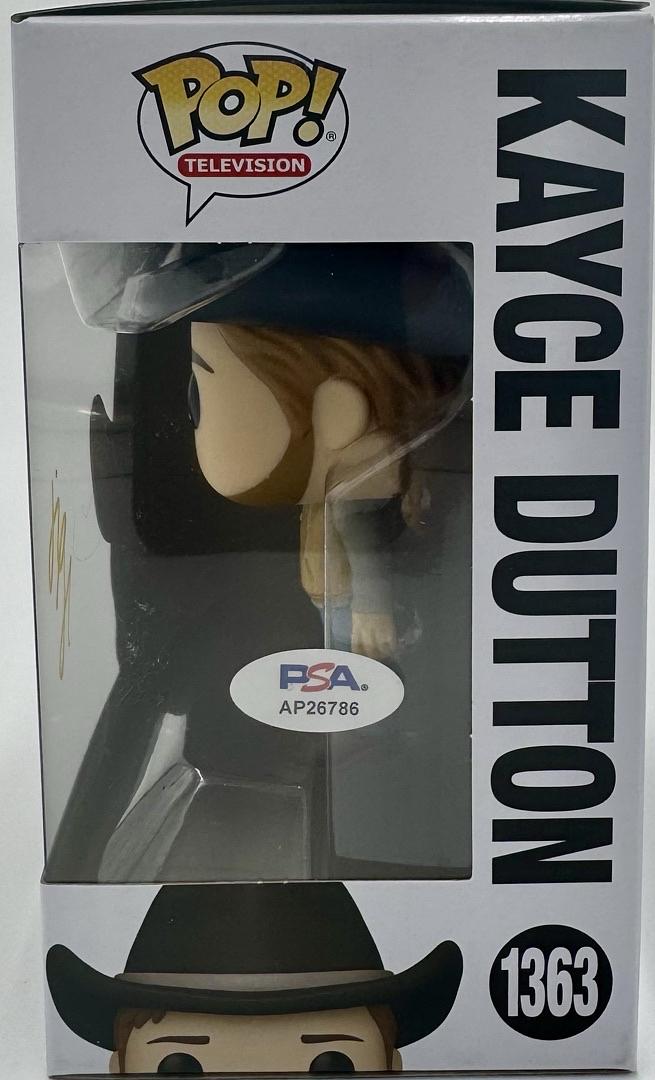 POP!®
TELEVISION
KAYCE DUTTON
PSA®
AP26786
1363